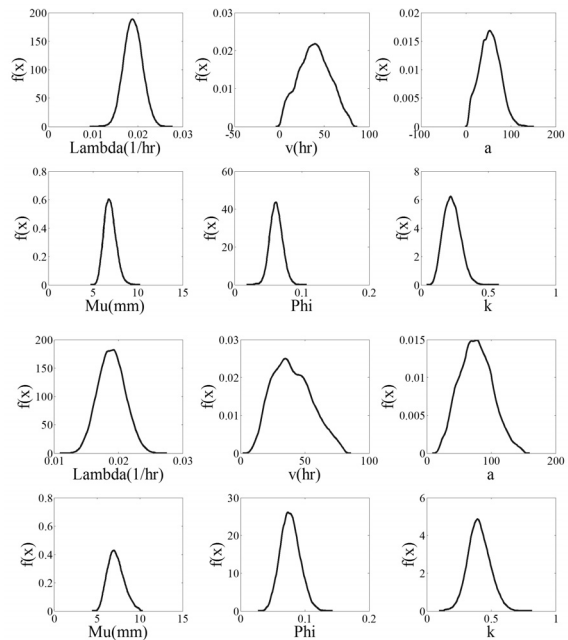 200
150
100
50
0
f(x)
0 0.01 0.02 0.03
Lambda(1/hr)
0.03
0.02
0.01
0
f(x)
-50 0 50 100
v(hr)
0.02
0.015
0.01
0.005
0
f(x)
-100 0 100 200
a
0.8
0.6
0.4
0.2
0
f(x)
0 5 10 15
Mu(mm)
60
40
20
0
f(x)
0 0.1 0.2
Phi
8
6
4
2
0
f(x)
0 0.5 1
k
200
150
100
50
0
f(x)
0.01 0.02 0.03
Lambda(1/hr)
0.03
0.02
0.01
0
f(x)
0 50 100
v(hr)
0.015
0.01
0.005
0
f(x)
0 100 200
a
0.8
0.6
0.4
0.2
0
f(x)
0 5 10 15
Mu(mm)
30
20
10
0
f(x)
0 0.1 0.2
Phi
6
4
2
0
f(x)
0 0.5 1
k